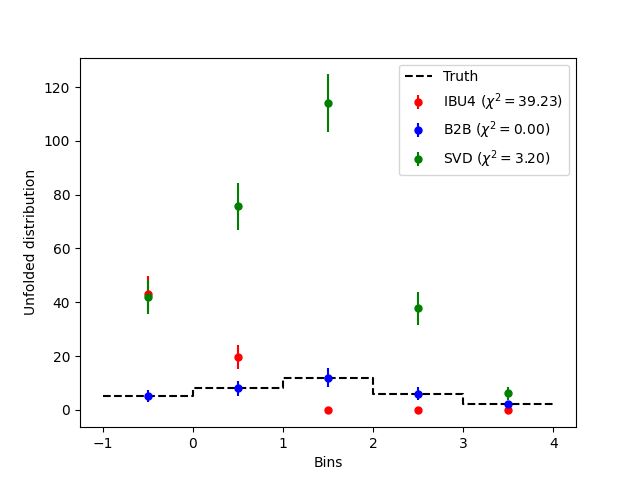 120
100
80
60
40
20
0
Unfolded distribution
−1
0
1
2
3
4
Bins
Truth
IBU4 (χ² = 39.23)
B2B (χ² = 0.00)
SVD (χ² = 3.20)